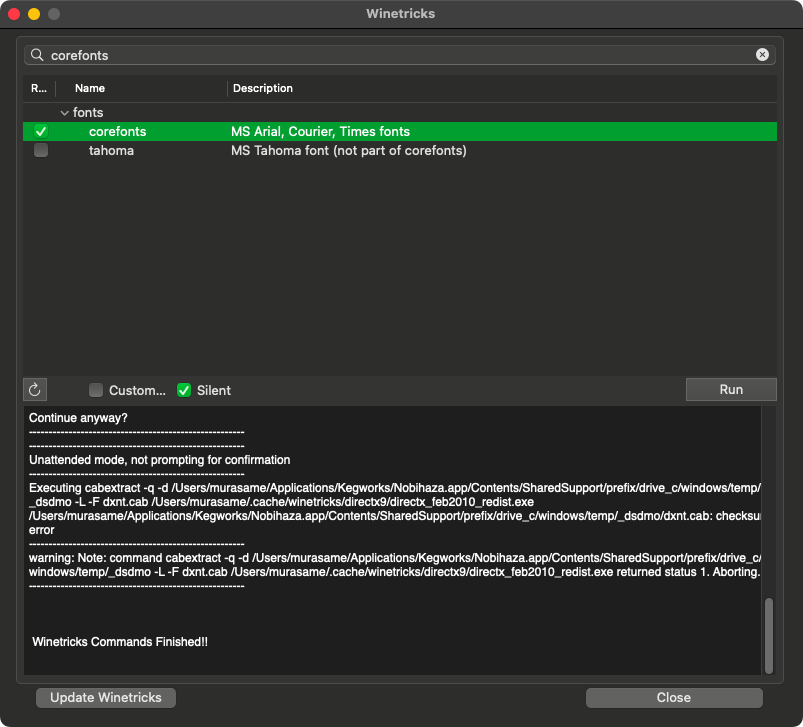 Winetricks
corefonts
R... Name Description
fonts
corefonts MS Arial, Courier, Times fonts
tahoma MS Tahoma font (not part of corefonts)
Custom... Silent Run
Continue anyway?
------------------------------------------------------
------------------------------------------------------
Unattended mode, not prompting for confirmation
------------------------------------------------------
Executing cabextract -q -d /Users/murasame/Applications/Kegworks/Nobihaza.app/Contents/SharedSupport/prefix/drive_c/windows/temp/
_dsdmo -L -F dxnt.cab /Users/murasame/.cache/winetricks/directx9/directx_feb2010_redist.exe
/Users/murasame/Applications/Kegworks/Nobihaza.app/Contents/SharedSupport/prefix/drive_c/windows/temp/_dsdmo/dxnt.cab: checksu
error
------------------------------------------------------
warning: Note: command cabextract -q -d /Users/murasame/Applications/Kegworks/Nobihaza.app/Contents/SharedSupport/prefix/drive_c/
windows/temp/_dsdmo -L -F dxnt.cab /Users/murasame/.cache/winetricks/directx9/directx_feb2010_redist.exe returned status 1. Aborting.
------------------------------------------------------
Winetricks Commands Finished!!
Update Winetricks Close